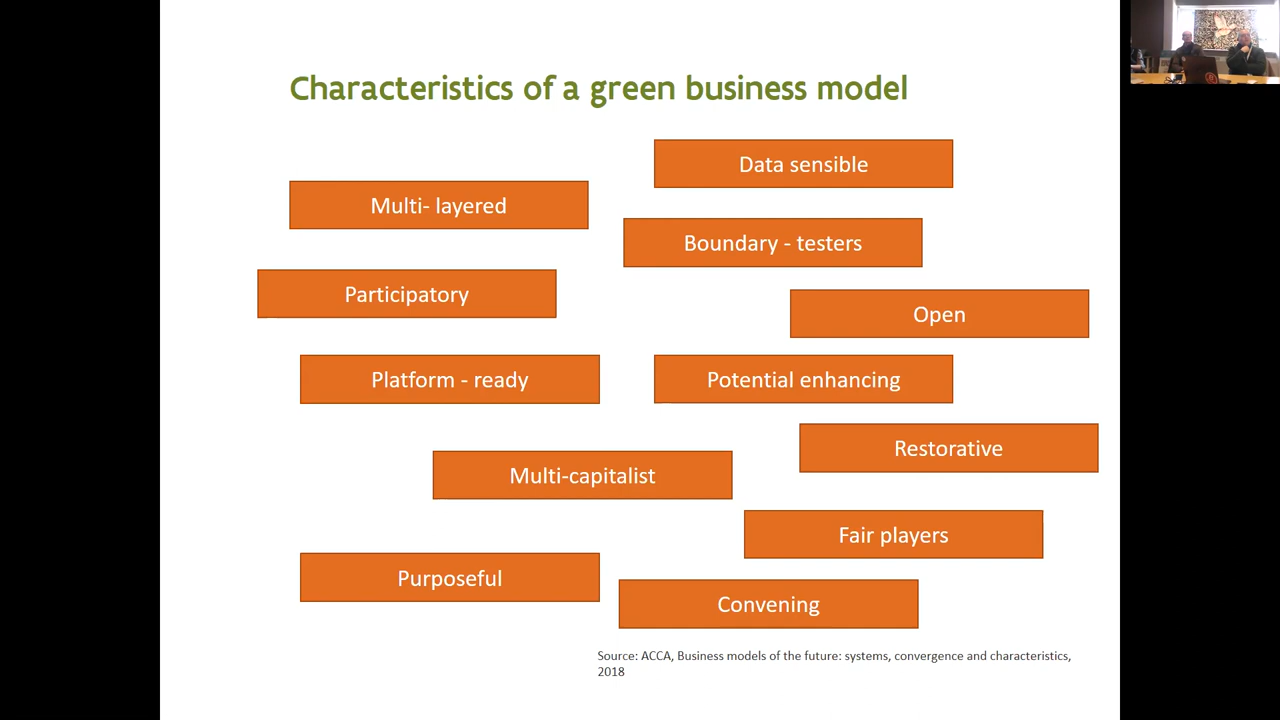 Characteristics of a green business model
Data sensible
Multi- layered
Boundary - testers
Participatory
Open
Platform - ready
Potential enhancing
Restorative
Multi-capitalist
Fair players
Purposeful
Convening
Source: ACCA, Business models of the future: systems, convergence and characteristics,
2018